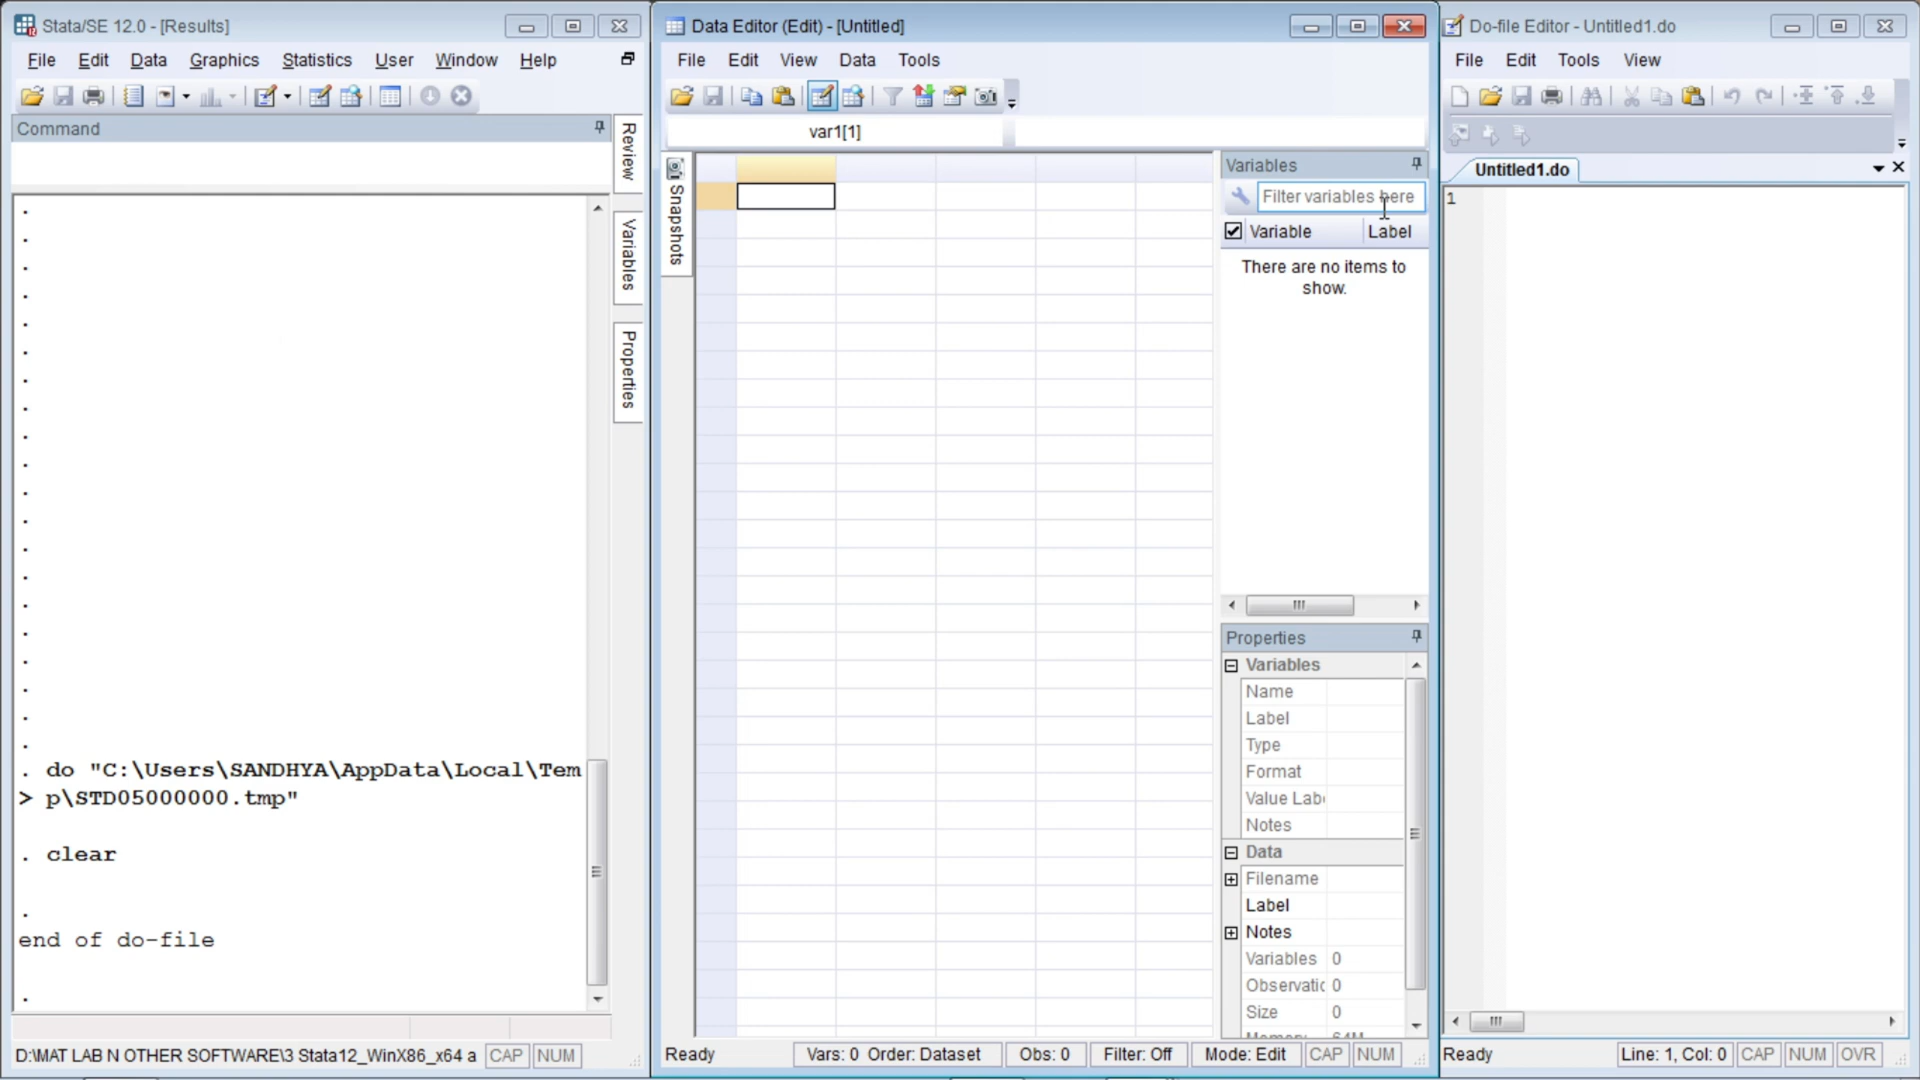 Stata/SE 12.0 - [Results]
File Edit Data Graphics Statistics User Window Help
Command
Review
Variables
Properties
. do "C:\Users\SANDHYA\AppData\Local\Tem
> p\STD05000000.tmp"
. clear
.
end of do-file
.
D:\MAT LAB N OTHER SOFTWARE\3 Stata12_WinX86_x64 a CAP NUM
Data Editor (Edit) - [Untitled]
File Edit View Data Tools
var1[1]
Snapshots
Variables
Filter variables here
Variable Label
There are no items to
show.
Properties
Variables
Name
Label
Type
Format
Value Lab
Notes
Data
Filename
Label
Notes
Variables 0
Observatic 0
Size 0
Memory 64M
Ready Vars: 0 Order: Dataset Obs: 0 Filter: Off Mode: Edit CAP NUM
Do-file Editor - Untitled1.do
File Edit Tools View
Untitled1.do
1
Ready Line: 1, Col: 0 CAP NUM OVR